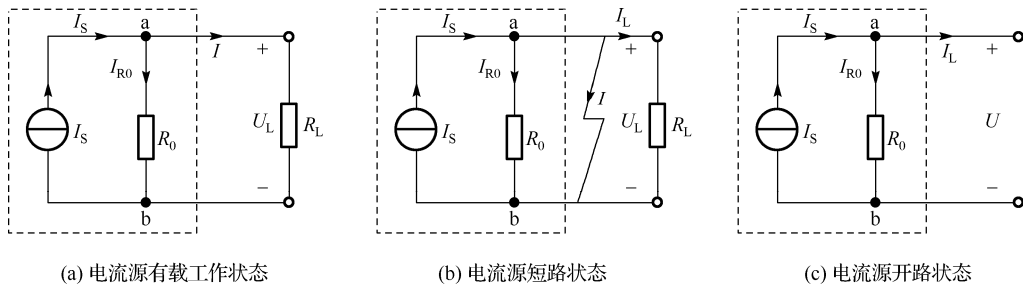 I_S a I + I_R0 I_S R_0 U_L R_L − b
I_S a I_L + I_R0 I I_S R_0 U_L R_L − b
I_S a I_L + I_R0 I_S R_0 U − b
(a) 电流源有载工作状态
(b) 电流源短路状态
(c) 电流源开路状态